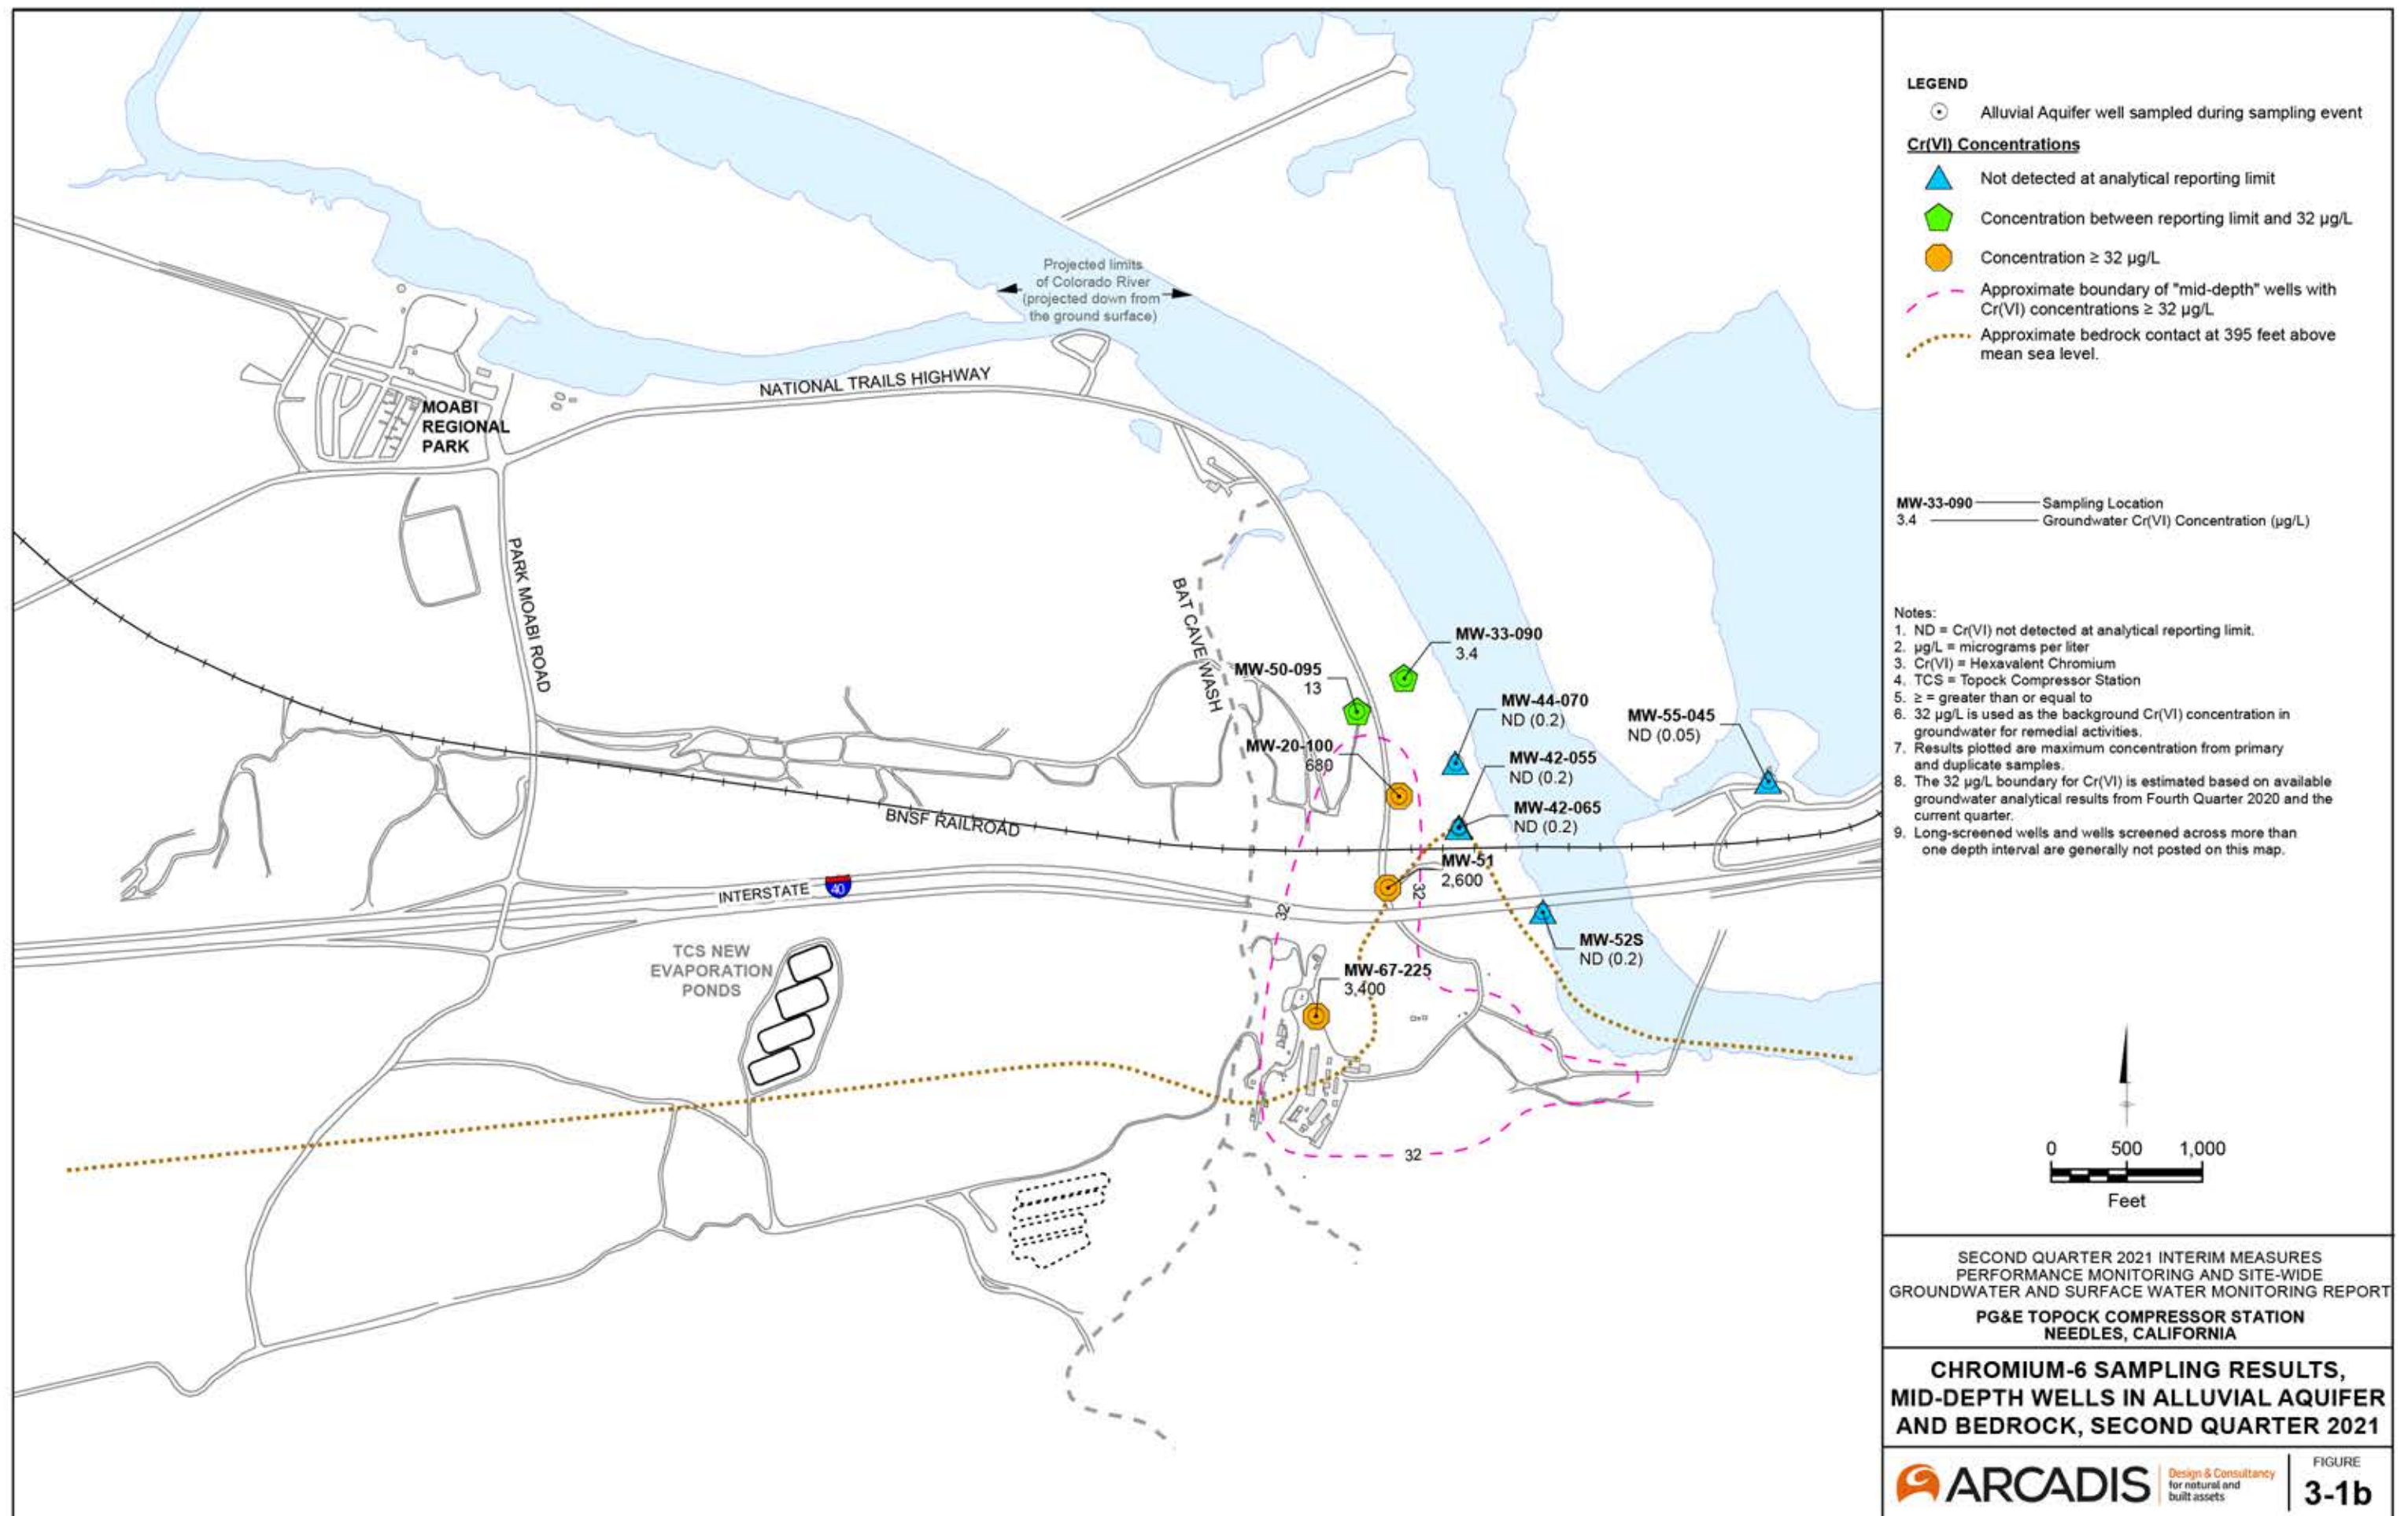 Projected limits
of Colorado River
(projected down from
the ground surface)
NATIONAL TRAILS HIGHWAY
MOABI
REGIONAL
PARK
PARK MOABI ROAD
BAT CAVE WASH
MW-33-090
3.4
MW-50-095
13
MW-44-070
ND (0.2)
MW-55-045
ND (0.05)
MW-20-100
680
MW-42-055
ND (0.2)
MW-42-065
ND (0.2)
BNSF RAILROAD
MW-51
2,600
INTERSTATE 40
32
32
MW-52S
ND (0.2)
TCS NEW
EVAPORATION
PONDS
MW-67-225
3,400
32
LEGEND
Alluvial Aquifer well sampled during sampling event
Cr(VI) Concentrations
Not detected at analytical reporting limit
Concentration between reporting limit and 32 µg/L
Concentration ≥ 32 µg/L
Approximate boundary of "mid-depth" wells with
Cr(VI) concentrations ≥ 32 µg/L
Approximate bedrock contact at 395 feet above
mean sea level.
MW-33-090 Sampling Location
3.4 Groundwater Cr(VI) Concentration (µg/L)
Notes:
1. ND = Cr(VI) not detected at analytical reporting limit.
2. µg/L = micrograms per liter
3. Cr(VI) = Hexavalent Chromium
4. TCS = Topock Compressor Station
5. ≥ = greater than or equal to
6. 32 µg/L is used as the background Cr(VI) concentration in
groundwater for remedial activities.
7. Results plotted are maximum concentration from primary
and duplicate samples.
8. The 32 µg/L boundary for Cr(VI) is estimated based on available
groundwater analytical results from Fourth Quarter 2020 and the
current quarter.
9. Long-screened wells and wells screened across more than
one depth interval are generally not posted on this map.
0 500 1,000
Feet
SECOND QUARTER 2021 INTERIM MEASURES
PERFORMANCE MONITORING AND SITE-WIDE
GROUNDWATER AND SURFACE WATER MONITORING REPORT
PG&E TOPOCK COMPRESSOR STATION
NEEDLES, CALIFORNIA
CHROMIUM-6 SAMPLING RESULTS,
MID-DEPTH WELLS IN ALLUVIAL AQUIFER
AND BEDROCK, SECOND QUARTER 2021
ARCADIS
Design & Consultancy
for natural and
built assets
FIGURE
3-1b